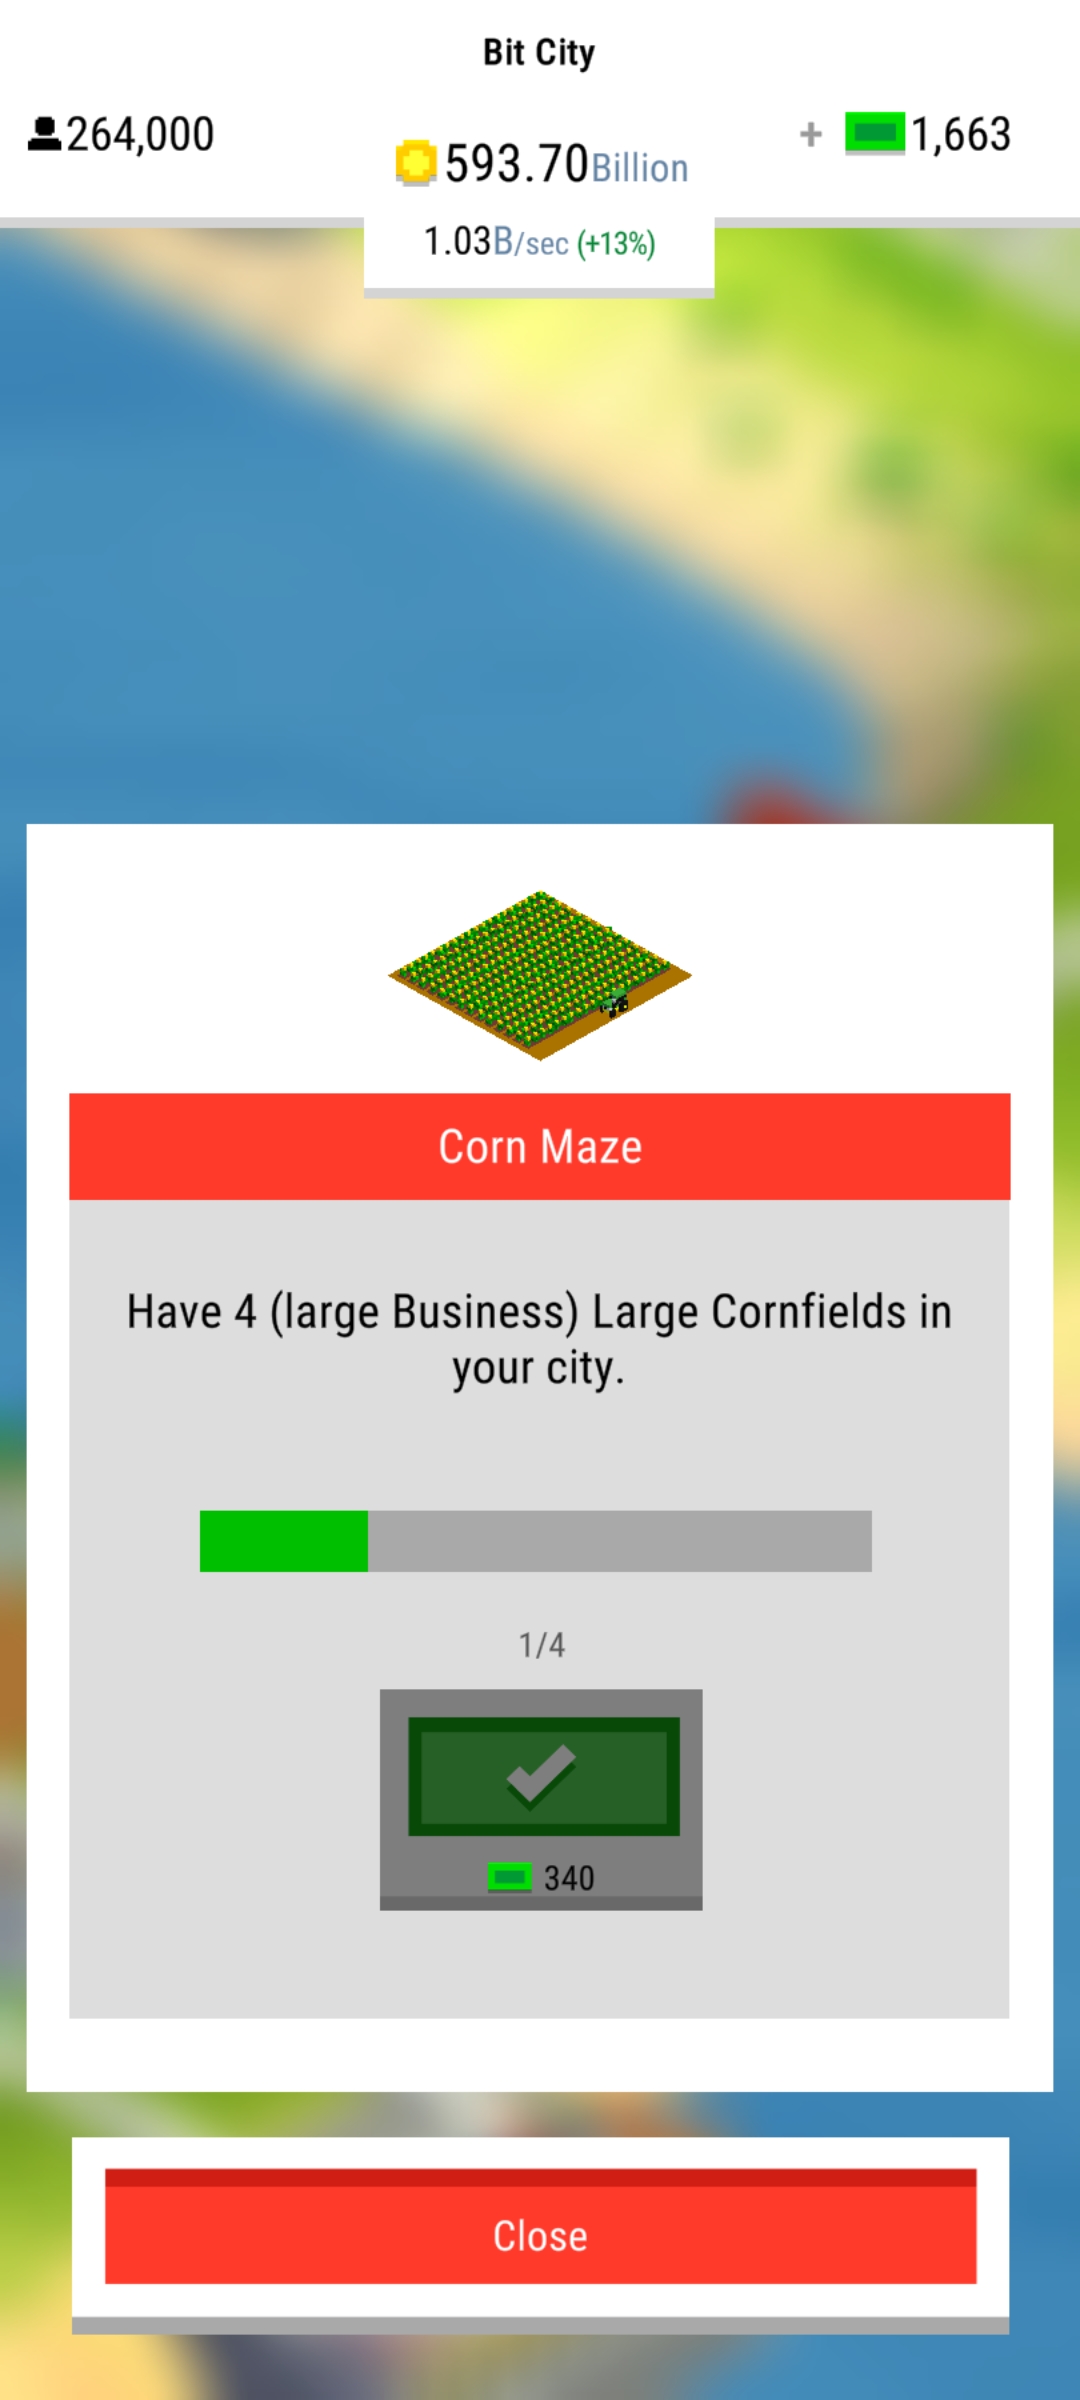 Bit City
264,000
593.70Billion
+ 1,663
1.03B/sec (+13%)
Corn Maze
Have 4 (large Business) Large Cornfields in
your city.
1/4
340
Close